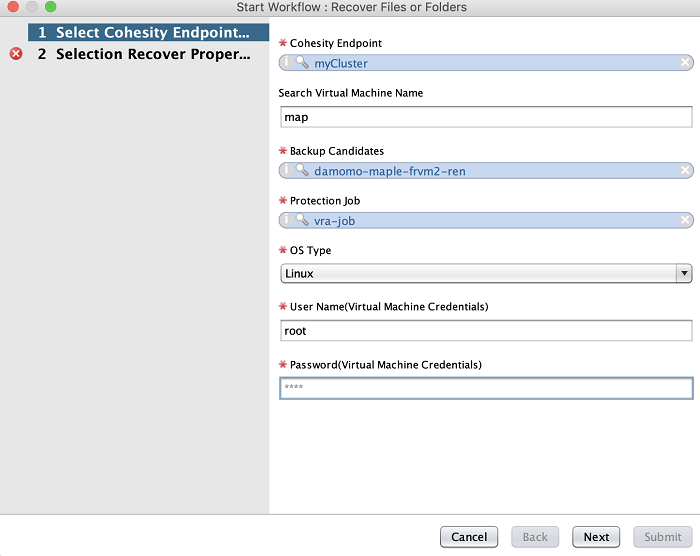 Start Workflow : Recover Files or Folders
1 Select Cohesity Endpoint...
2 Selection Recover Proper...
* Cohesity Endpoint
myCluster
Search Virtual Machine Name
map
* Backup Candidates
damomo-maple-frvm2-ren
* Protection Job
vra-job
* OS Type
Linux
* User Name(Virtual Machine Credentials)
root
* Password(Virtual Machine Credentials)
****
Cancel Back Next Submit